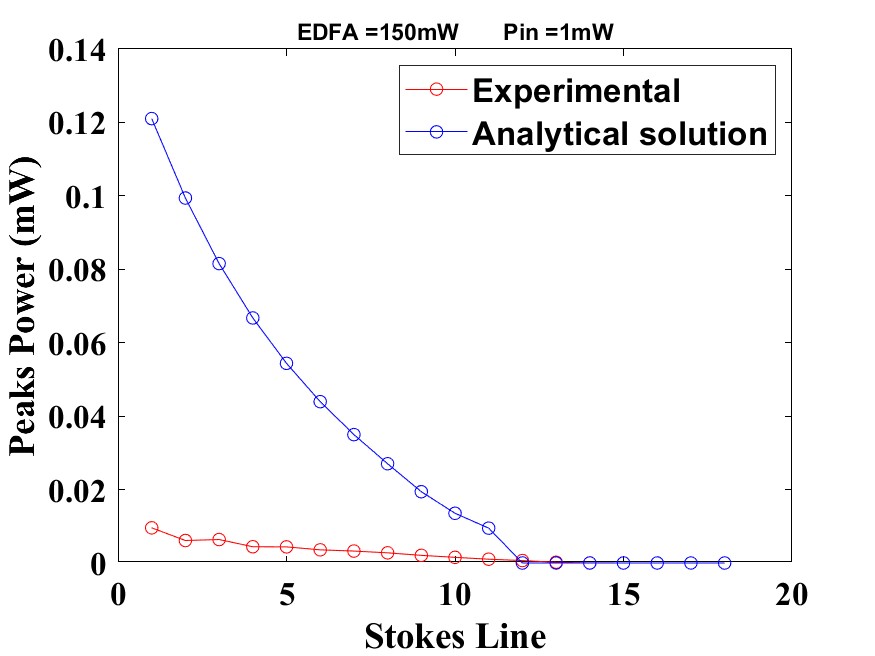 EDFA =150mW Pin =1mW
Experimental
Analytical solution
Peaks Power (mW)
0.14
0.12
0.1
0.08
0.06
0.04
0.02
0
0 5 10 15 20
Stokes Line